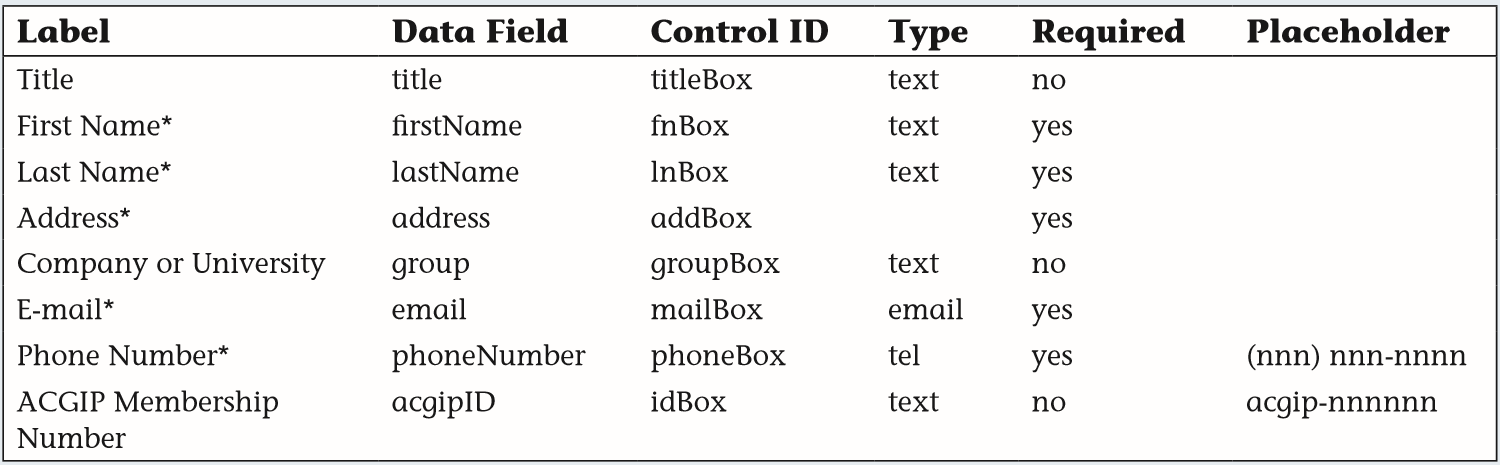 Label Data Field Control ID Type Required Placeholder
Title title titleBox text no
First Name* firstName fnBox text yes
Last Name* lastName lnBox text yes
Address* address addBox yes
Company or University group groupBox text no
E-mail* email mailBox email yes
Phone Number* phoneNumber phoneBox tel yes (nnn) nnn-nnnn
ACGIP Membership acgipID idBox text no acgip-nnnnnn
Number